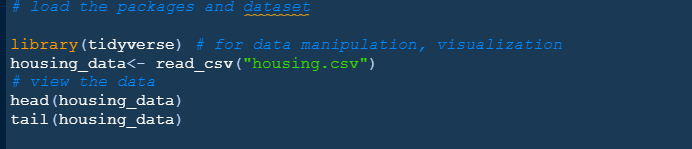 # load the packages and dataset
library(tidyverse) # for data manipulation, visualization
housing_data<- read_csv("housing.csv")
# view the data
head(housing_data)
tail(housing_data)